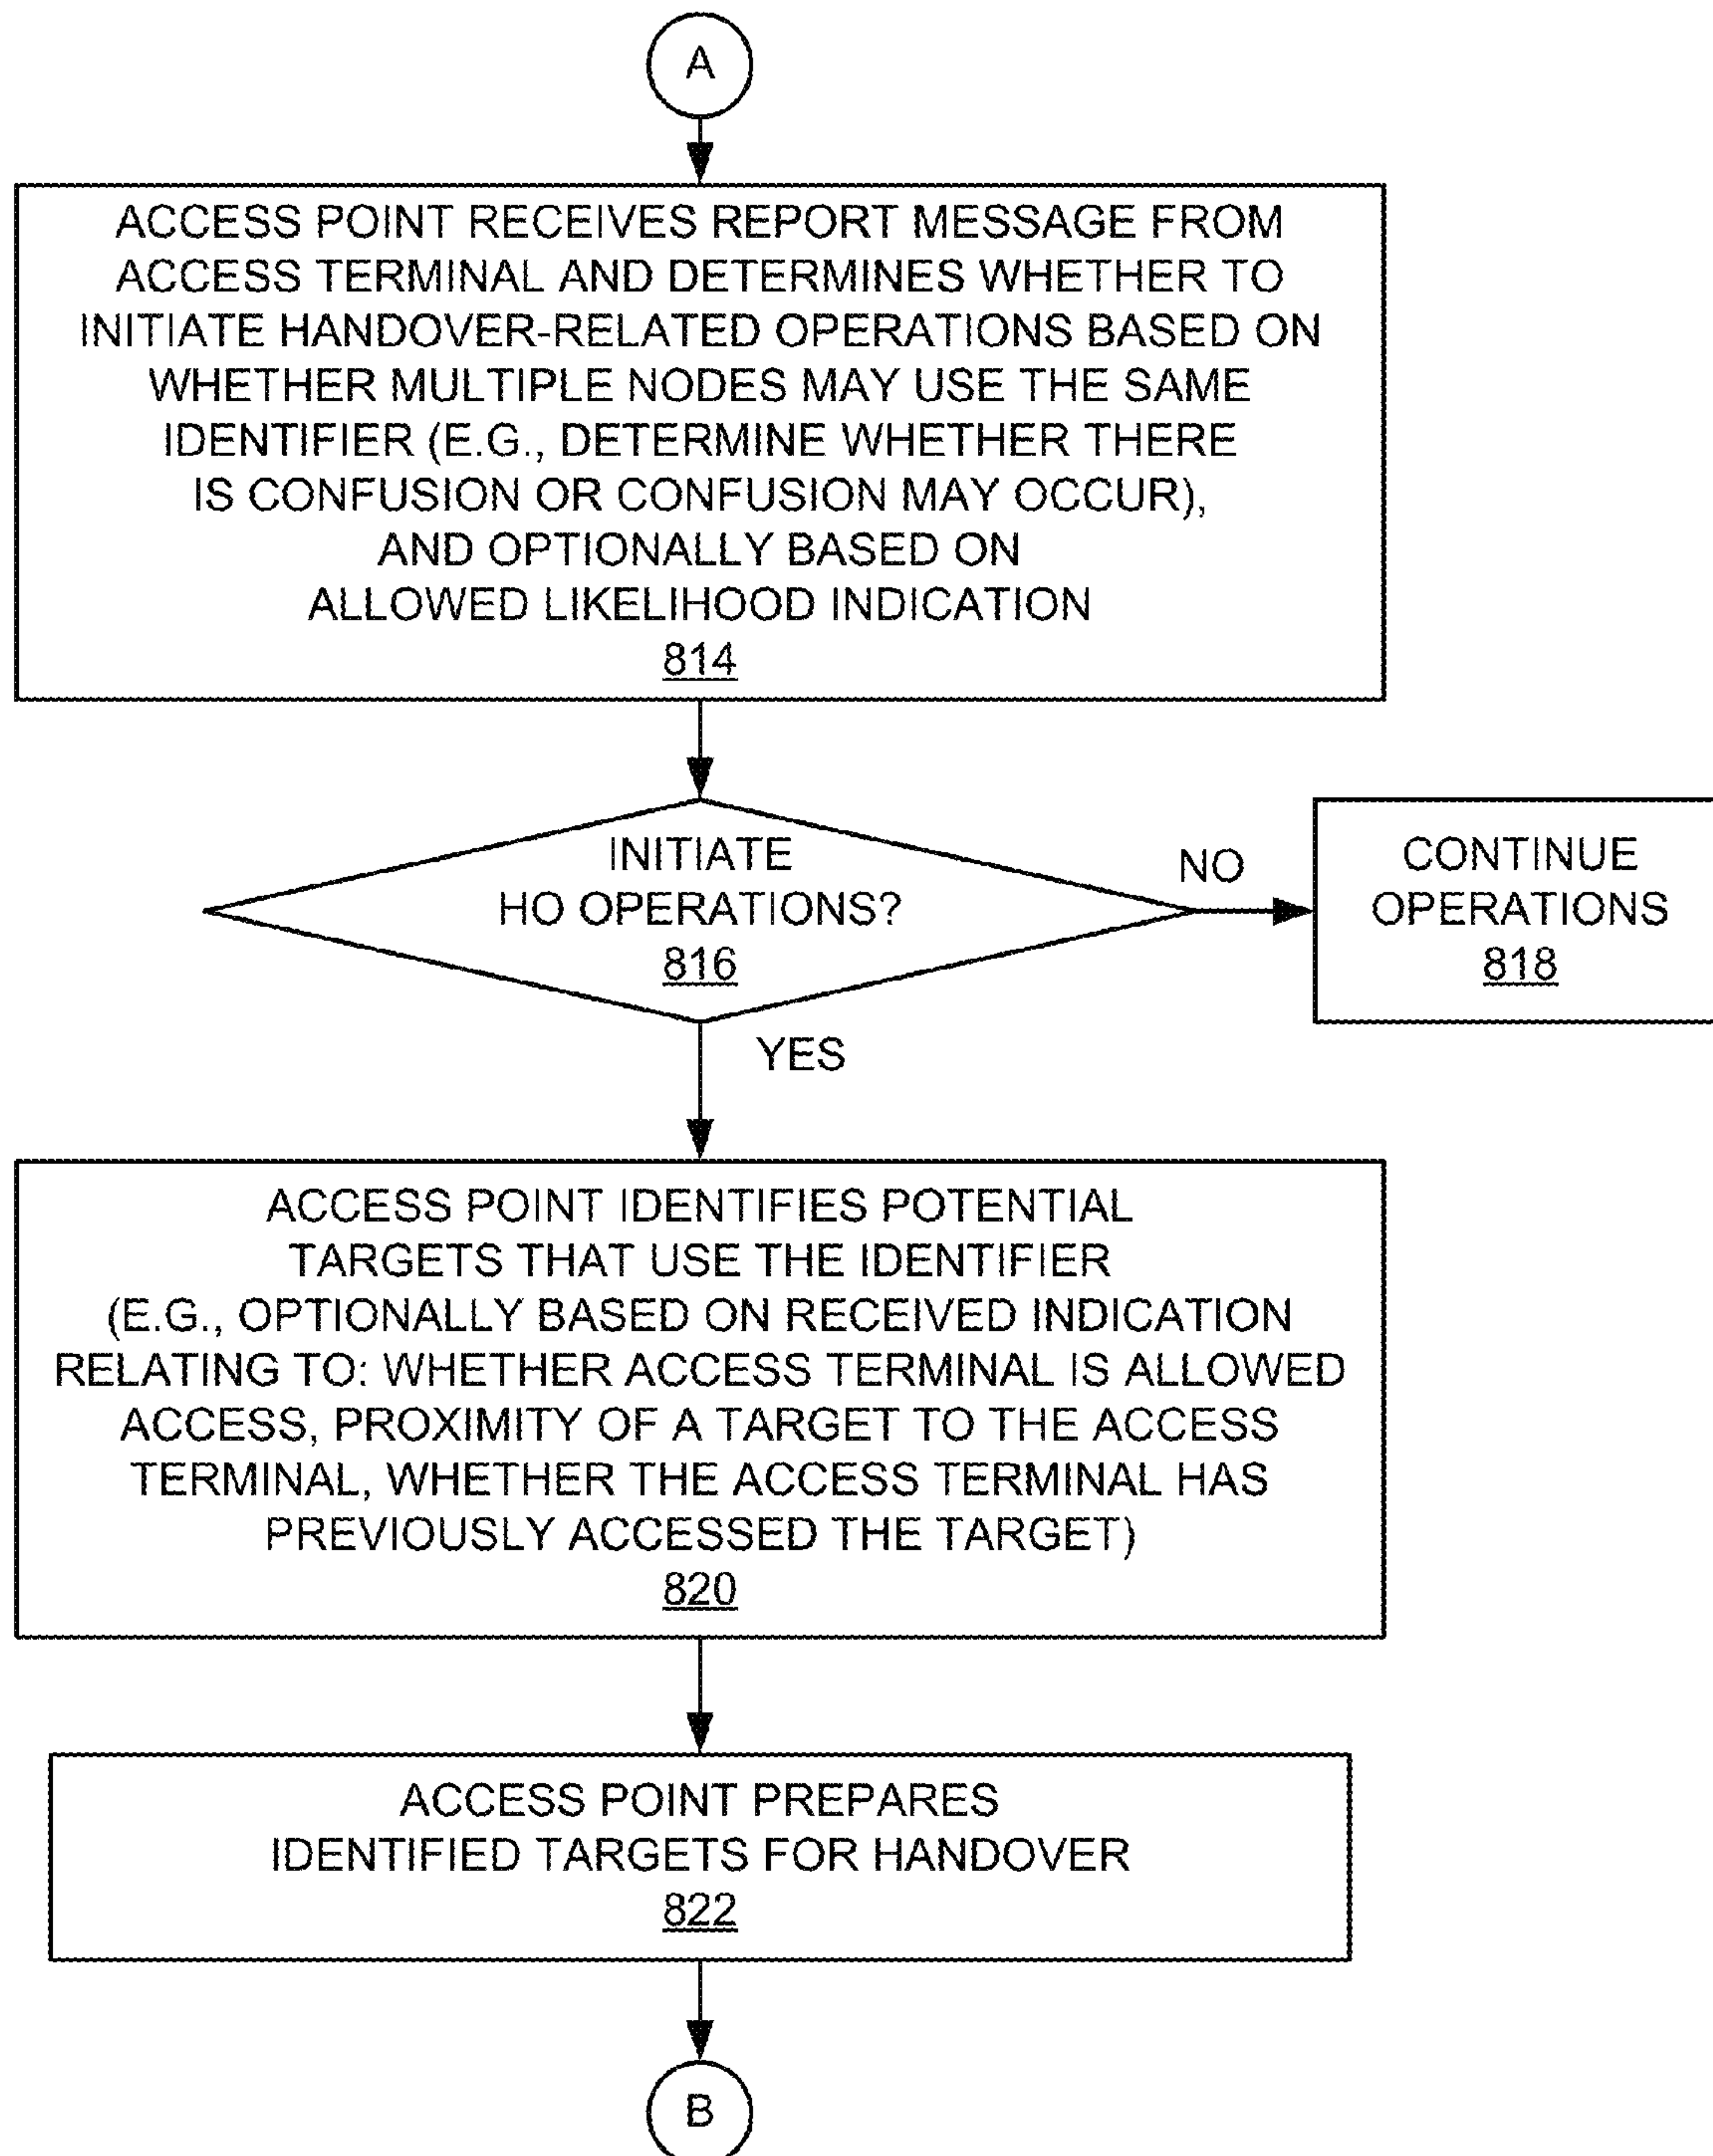 A
ACCESS POINT RECEIVES REPORT MESSAGE FROM
ACCESS TERMINAL AND DETERMINES WHETHER TO
INITIATE HANDOVER-RELATED OPERATIONS BASED ON
WHETHER MULTIPLE NODES MAY USE THE SAME
IDENTIFIER (E.G., DETERMINE WHETHER THERE
IS CONFUSION OR CONFUSION MAY OCCUR),
AND OPTIONALLY BASED ON
ALLOWED LIKELIHOOD INDICATION
814
INITIATE
HO OPERATIONS?
816
NO
CONTINUE
OPERATIONS
818
YES
ACCESS POINT IDENTIFIES POTENTIAL
TARGETS THAT USE THE IDENTIFIER
(E.G., OPTIONALLY BASED ON RECEIVED INDICATION
RELATING TO: WHETHER ACCESS TERMINAL IS ALLOWED
ACCESS, PROXIMITY OF A TARGET TO THE ACCESS
TERMINAL, WHETHER THE ACCESS TERMINAL HAS
PREVIOUSLY ACCESSED THE TARGET)
820
ACCESS POINT PREPARES
IDENTIFIED TARGETS FOR HANDOVER
822
B